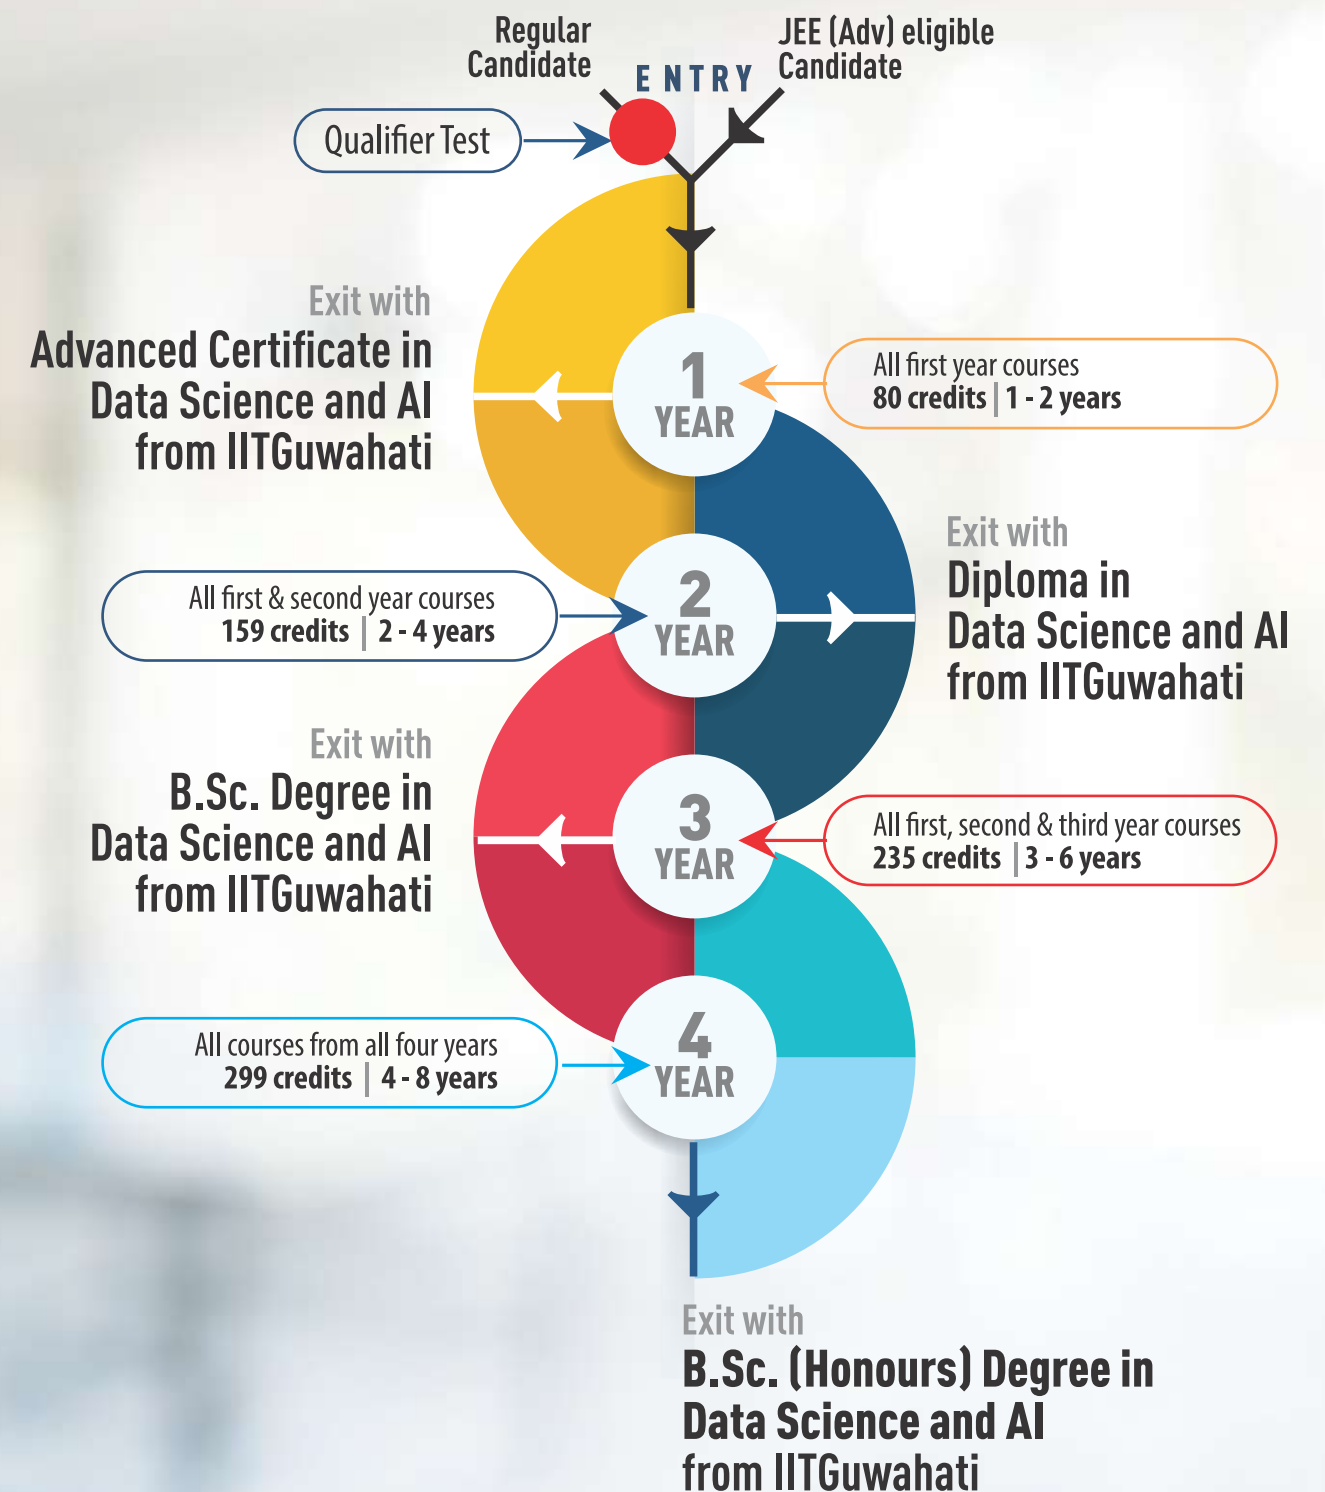 Regular
Candidate
ENTRY
JEE (Adv) eligible
Candidate
Qualifier Test
Exit with
Advanced Certificate in
Data Science and AI
from IITGuwahati
1
YEAR
All first year courses
80 credits | 1 - 2 years
Exit with
Diploma in
Data Science and AI
from IITGuwahati
2
YEAR
All first & second year courses
159 credits | 2 - 4 years
Exit with
B.Sc. Degree in
Data Science and AI
from IITGuwahati
3
YEAR
All first, second & third year courses
235 credits | 3 - 6 years
4
YEAR
All courses from all four years
299 credits | 4 - 8 years
Exit with
B.Sc. (Honours) Degree in
Data Science and AI
from IITGuwahati